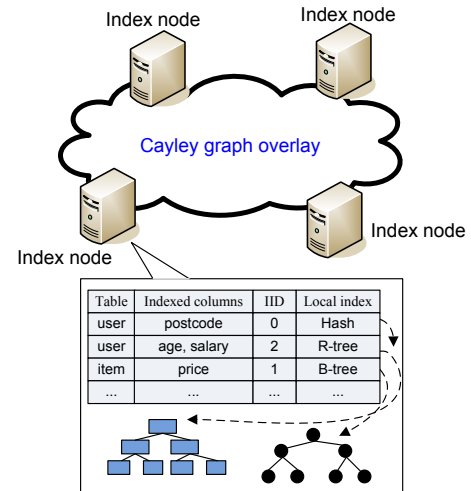 Index node
Index node
Cayley graph overlay
Index node
Index node
Table Indexed columns IID Local index
user postcode 0 Hash
user age, salary 2 R-tree
item price 1 B-tree
... ... ... ...